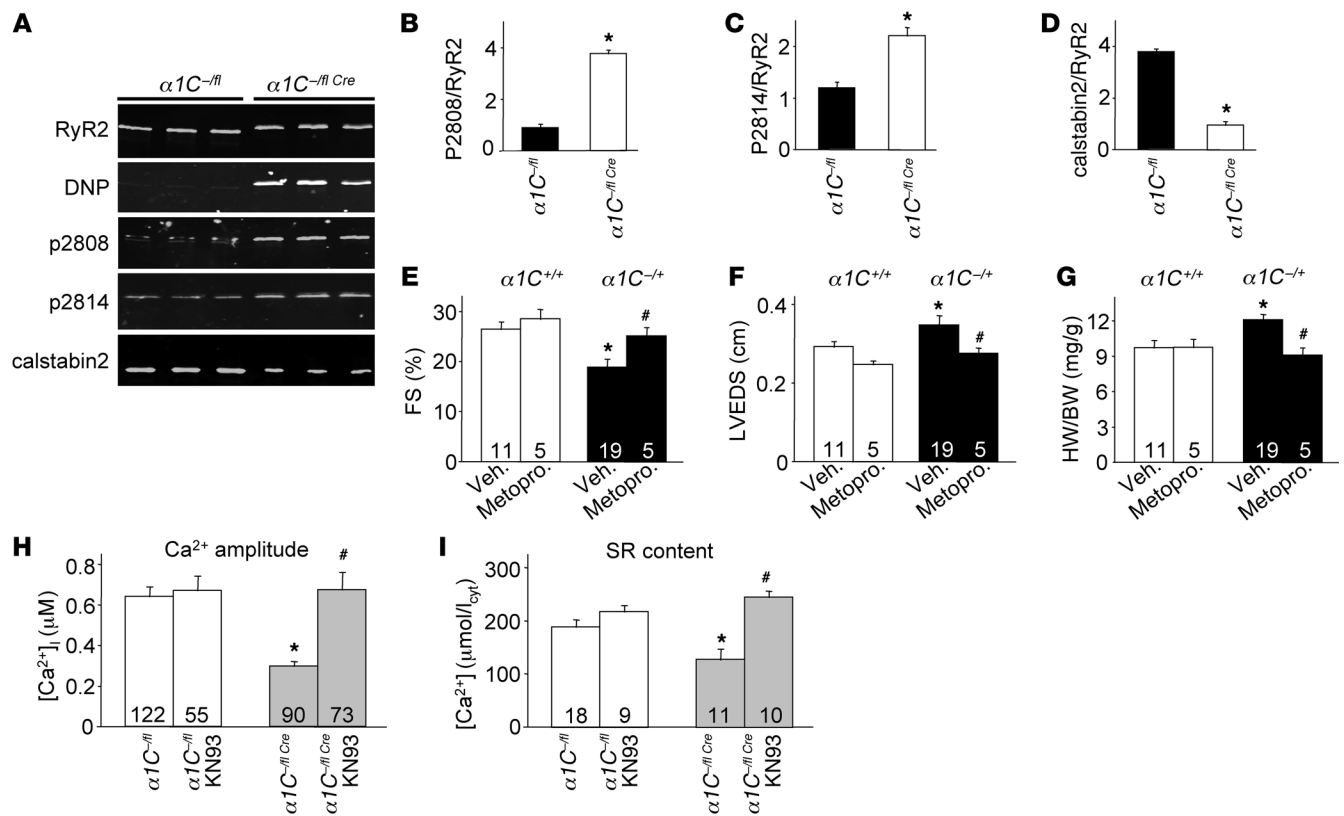 A
α1C–/fl α1C–/fl Cre
RyR2
DNP
p2808
p2814
calstabin2
B
P2808/RyR2
4
2
0
*
α1C–/fl
α1C–/fl Cre
C
P2814/RyR2
2
1
0
*
α1C–/fl
α1C–/fl Cre
D
calstabin2/RyR2
4
2
0
*
α1C–/fl
α1C–/fl Cre
E
α1C+/+ α1C–/+
FS (%)
30
20
10
0
* #
11 5 19 5
Veh.
Metopro.
Veh.
Metopro.
F
α1C+/+ α1C–/+
LVEDS (cm)
0.4
0.2
0
* #
11 5 19 5
Veh.
Metopro.
Veh.
Metopro.
G
α1C+/+ α1C–/+
HW/BW (mg/g)
12
9
6
3
0
* #
11 5 19 5
Veh.
Metopro.
Veh.
Metopro.
H
Ca2+ amplitude
[Ca2+]I (μM)
0.8
0.6
0.4
0.2
0
* #
122 55 90 73
α1C–/fl
α1C–/fl
KN93
α1C–/fl Cre
α1C–/fl Cre
KN93
I
SR content
[Ca2+] (μmol/lcyt)
300
200
100
0
* #
18 9 11 10
α1C–/fl
α1C–/fl
KN93
α1C–/fl Cre
α1C–/fl Cre
KN93